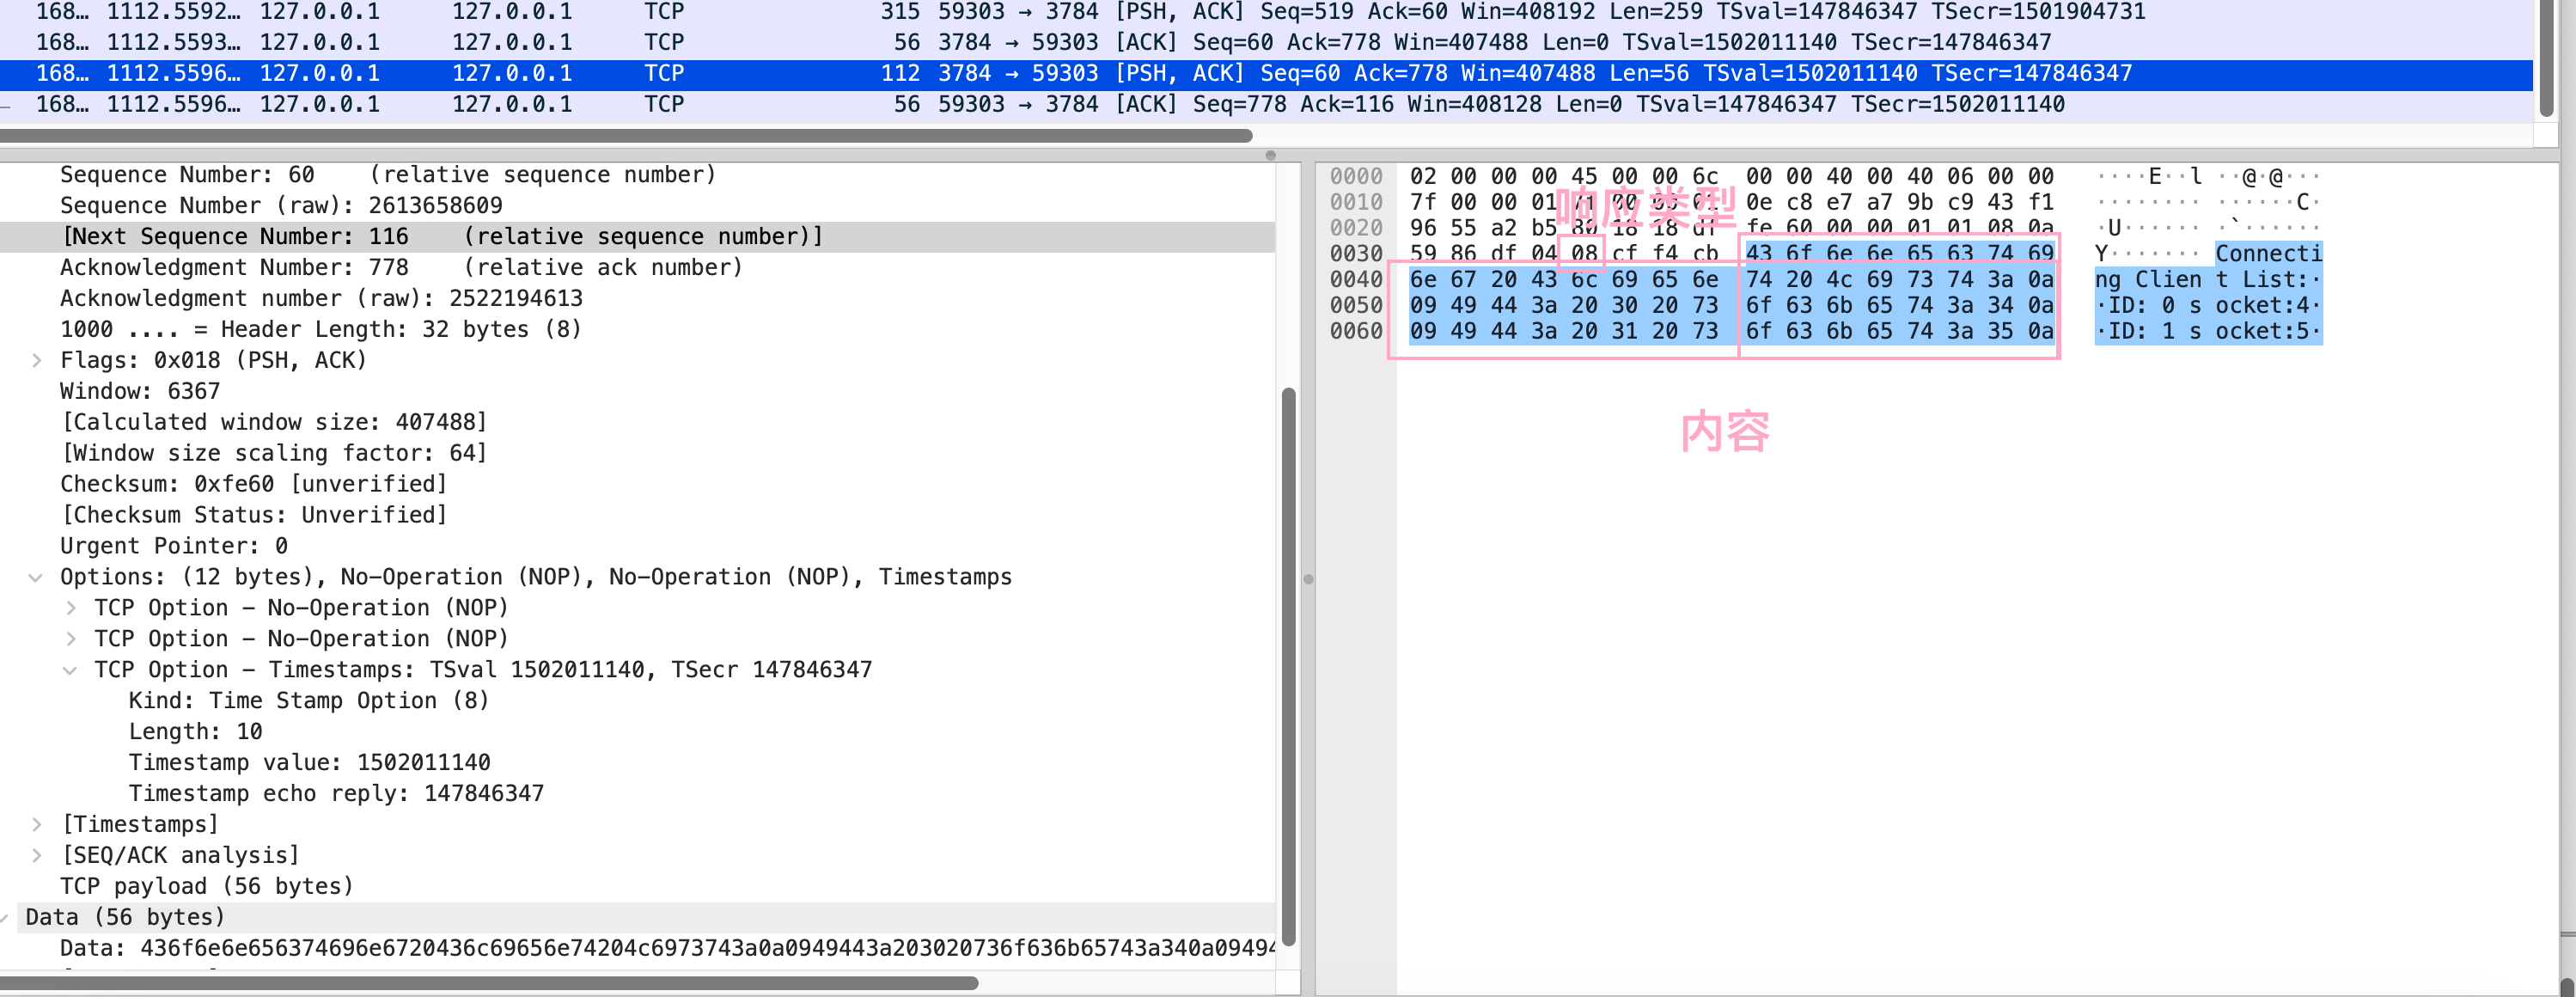 168… 1112.5592… 127.0.0.1 127.0.0.1 TCP 315 59303 → 3784 [PSH, ACK] Seq=519 Ack=60 Win=408192 Len=259 TSval=147846347 TSecr=1501904731
168… 1112.5593… 127.0.0.1 127.0.0.1 TCP 56 3784 → 59303 [ACK] Seq=60 Ack=778 Win=407488 Len=0 TSval=1502011140 TSecr=147846347
168… 1112.5596… 127.0.0.1 127.0.0.1 TCP 112 3784 → 59303 [PSH, ACK] Seq=60 Ack=778 Win=407488 Len=56 TSval=1502011140 TSecr=147846347
168… 1112.5596… 127.0.0.1 127.0.0.1 TCP 56 59303 → 3784 [ACK] Seq=778 Ack=116 Win=408128 Len=0 TSval=147846347 TSecr=1502011140
Sequence Number: 60 (relative sequence number)
Sequence Number (raw): 2613658609
[Next Sequence Number: 116 (relative sequence number)]
Acknowledgment Number: 778 (relative ack number)
Acknowledgment number (raw): 2522194613
1000 .... = Header Length: 32 bytes (8)
Flags: 0x018 (PSH, ACK)
Window: 6367
[Calculated window size: 407488]
[Window size scaling factor: 64]
Checksum: 0xfe60 [unverified]
[Checksum Status: Unverified]
Urgent Pointer: 0
Options: (12 bytes), No-Operation (NOP), No-Operation (NOP), Timestamps
TCP Option – No-Operation (NOP)
TCP Option – No-Operation (NOP)
TCP Option – Timestamps: TSval 1502011140, TSecr 147846347
Kind: Time Stamp Option (8)
Length: 10
Timestamp value: 1502011140
Timestamp echo reply: 147846347
[Timestamps]
[SEQ/ACK analysis]
TCP payload (56 bytes)
Data (56 bytes)
Data: 436f6e6e656374696e6720436c69656e74204c6973743a0a0949443a203020736f636b65743a340a09494
0000 02 00 00 00 45 00 00 6c 00 00 40 00 40 06 00 00 ····E··l ··@·@···
0010 7f 00 00 01 0e c8 e7 a7 9b c9 43 f1 ········ ······C·
0020 96 55 a2 b5 80 18 18 df fe 60 00 00 01 01 08 0a ·U······ ·`······
0030 59 86 df 04 08 cf f4 cb 43 6f 6e 6e 65 63 74 69 Y······· Connecti
0040 6e 67 20 43 6c 69 65 6e 74 20 4c 69 73 74 3a 0a ng Clien t List:·
0050 09 49 44 3a 20 30 20 73 6f 63 6b 65 74 3a 34 0a ·ID: 0 s ocket:4·
0060 09 49 44 3a 20 31 20 73 6f 63 6b 65 74 3a 35 0a ·ID: 1 s ocket:5·
响应类型
内容